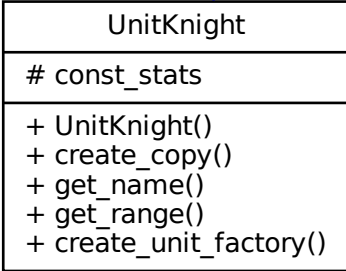 UnitKnight
# const_stats
+ UnitKnight()
+ create_copy()
+ get_name()
+ get_range()
+ create_unit_factory()